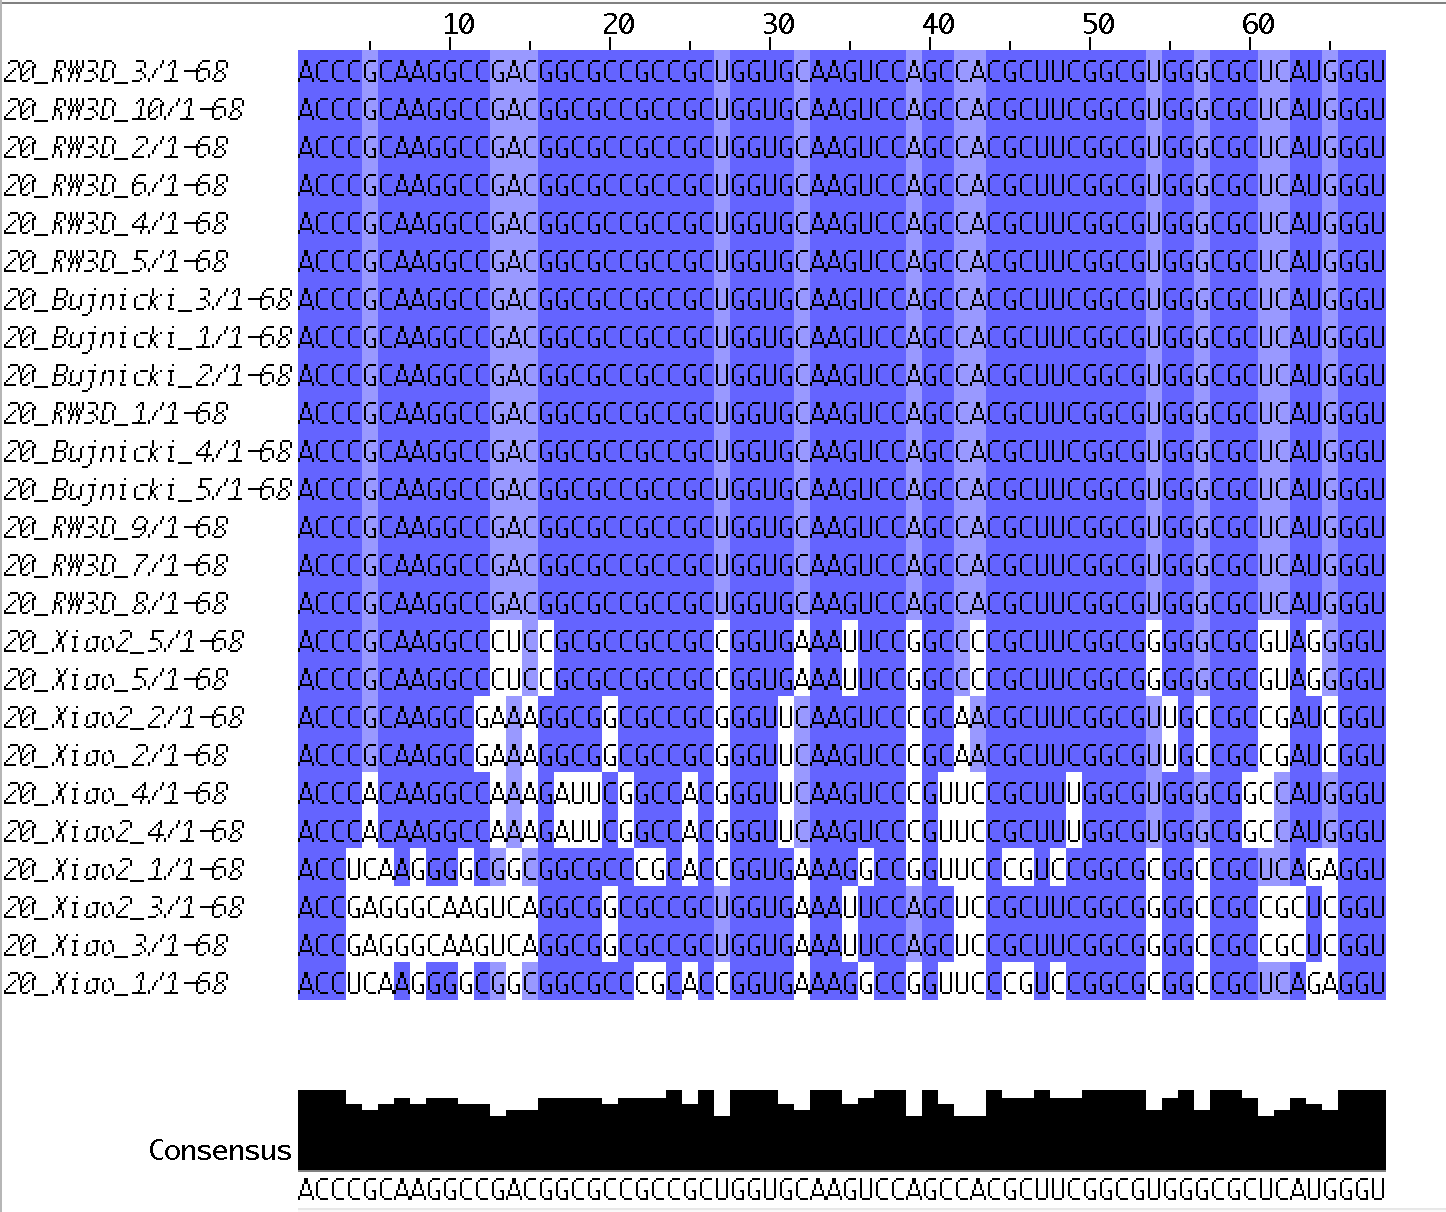 10 20 30 40 50 60
20_RW3D_3/1-68 ACCCGCAAGGCCGACGGCGCCGCCGCUGGUGCAAGUCCAGCCACGCUUCGGCGUGGGCGCUCAUGGGU
20_RW3D_10/1-68 ACCCGCAAGGCCGACGGCGCCGCCGCUGGUGCAAGUCCAGCCACGCUUCGGCGUGGGCGCUCAUGGGU
20_RW3D_2/1-68 ACCCGCAAGGCCGACGGCGCCGCCGCUGGUGCAAGUCCAGCCACGCUUCGGCGUGGGCGCUCAUGGGU
20_RW3D_6/1-68 ACCCGCAAGGCCGACGGCGCCGCCGCUGGUGCAAGUCCAGCCACGCUUCGGCGUGGGCGCUCAUGGGU
20_RW3D_4/1-68 ACCCGCAAGGCCGACGGCGCCGCCGCUGGUGCAAGUCCAGCCACGCUUCGGCGUGGGCGCUCAUGGGU
20_RW3D_5/1-68 ACCCGCAAGGCCGACGGCGCCGCCGCUGGUGCAAGUCCAGCCACGCUUCGGCGUGGGCGCUCAUGGGU
20_Bujnicki_3/1-68 ACCCGCAAGGCCGACGGCGCCGCCGCUGGUGCAAGUCCAGCCACGCUUCGGCGUGGGCGCUCAUGGGU
20_Bujnicki_1/1-68 ACCCGCAAGGCCGACGGCGCCGCCGCUGGUGCAAGUCCAGCCACGCUUCGGCGUGGGCGCUCAUGGGU
20_Bujnicki_2/1-68 ACCCGCAAGGCCGACGGCGCCGCCGCUGGUGCAAGUCCAGCCACGCUUCGGCGUGGGCGCUCAUGGGU
20_RW3D_1/1-68 ACCCGCAAGGCCGACGGCGCCGCCGCUGGUGCAAGUCCAGCCACGCUUCGGCGUGGGCGCUCAUGGGU
20_Bujnicki_4/1-68 ACCCGCAAGGCCGACGGCGCCGCCGCUGGUGCAAGUCCAGCCACGCUUCGGCGUGGGCGCUCAUGGGU
20_Bujnicki_5/1-68 ACCCGCAAGGCCGACGGCGCCGCCGCUGGUGCAAGUCCAGCCACGCUUCGGCGUGGGCGCUCAUGGGU
20_RW3D_9/1-68 ACCCGCAAGGCCGACGGCGCCGCCGCUGGUGCAAGUCCAGCCACGCUUCGGCGUGGGCGCUCAUGGGU
20_RW3D_7/1-68 ACCCGCAAGGCCGACGGCGCCGCCGCUGGUGCAAGUCCAGCCACGCUUCGGCGUGGGCGCUCAUGGGU
20_RW3D_8/1-68 ACCCGCAAGGCCGACGGCGCCGCCGCUGGUGCAAGUCCAGCCACGCUUCGGCGUGGGCGCUCAUGGGU
20_Xiao2_5/1-68 ACCCGCAAGGCCCUCCGCGCCGCCGCCGGUGAAAUUCCGGCCCCGCUUCGGCGGGGGCGCGUAGGGGU
20_Xiao_5/1-68 ACCCGCAAGGCCCUCCGCGCCGCCGCCGGUGAAAUUCCGGCCCCGCUUCGGCGGGGGCGCGUAGGGGU
20_Xiao2_2/1-68 ACCCGCAAGGCGAAAGGCGGCGCCGCGGGUUCAAGUCCCGCAACGCUUCGGCGUUGCCGCCGAUCGGU
20_Xiao_2/1-68 ACCCGCAAGGCGAAAGGCGGCGCCGCGGGUUCAAGUCCCGCAACGCUUCGGCGUUGCCGCCGAUCGGU
20_Xiao_4/1-68 ACCCACAAGGCCAAAGAUUCGGCCACGGGUUCAAGUCCCGUUCCGCUUUGGCGUGGGCGGCCAUGGGU
20_Xiao2_4/1-68 ACCCACAAGGCCAAAGAUUCGGCCACGGGUUCAAGUCCCGUUCCGCUUUGGCGUGGGCGGCCAUGGGU
20_Xiao2_1/1-68 ACCUCAAGGGGCGGCGGCGCCCGCACCGGUGAAAGGCCGGUUCCCGUCCGGCGCGGCCGCUCAGAGGU
20_Xiao2_3/1-68 ACCGAGGGCAAGUCAGGCGGCGCCGCUGGUGAAAUUCCAGCUCCGCUUCGGCGGGGCCGCCGCUCGGU
20_Xiao_3/1-68 ACCGAGGGCAAGUCAGGCGGCGCCGCUGGUGAAAUUCCAGCUCCGCUUCGGCGGGGCCGCCGCUCGGU
20_Xiao_1/1-68 ACCUCAAGGGGCGGCGGCGCCCGCACCGGUGAAAGGCCGGUUCCCGUCCGGCGCGGCCGCUCAGAGGU
Consensus
ACCCGCAAGGCCGACGGCGCCGCCGCUGGUGCAAGUCCAGCCACGCUUCGGCGUGGGCGCUCAUGGGU